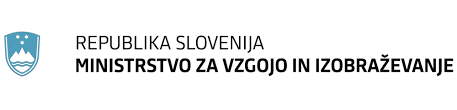 REPUBLIKA SLOVENIJA
MINISTRSTVO ZA VZGOJO IN IZOBRAŽEVANJE